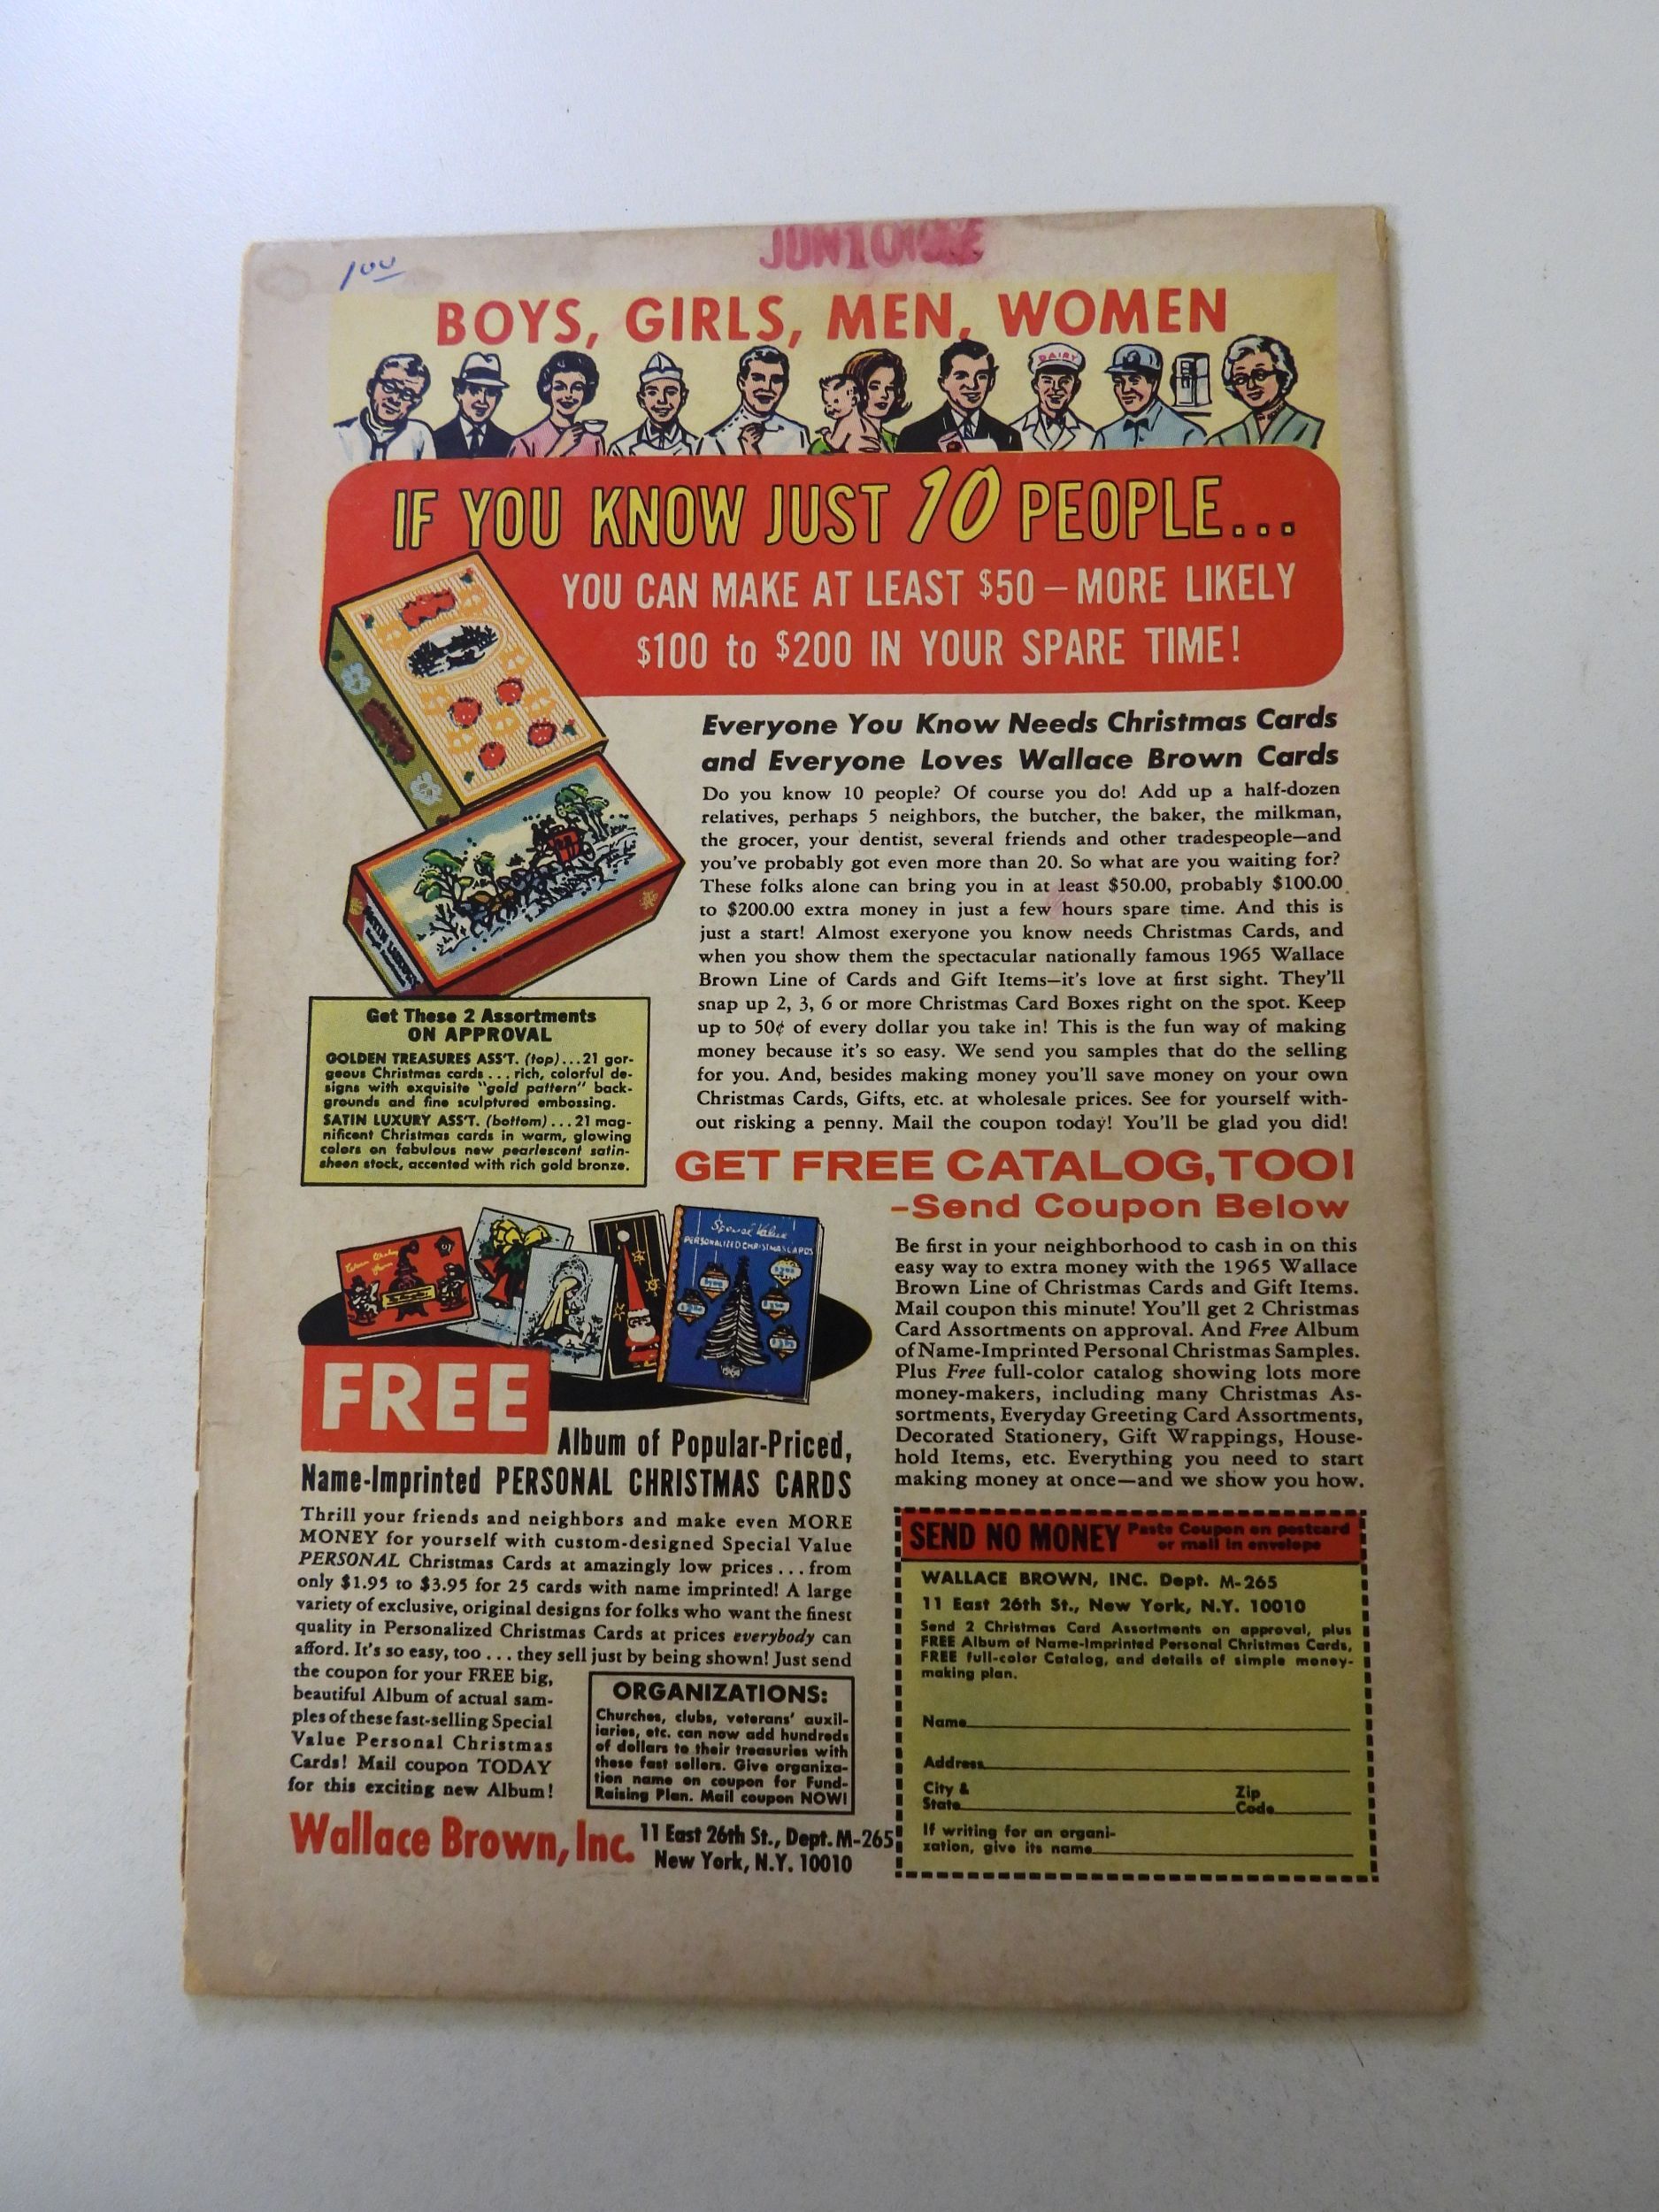 JUN 10
1 00
BOYS, GIRLS, MEN, WOMEN
DAIRY
IF YOU KNOW JUST 10 PEOPLE...
YOU CAN MAKE AT LEAST $50 — MORE LIKELY
$100 to $200 IN YOUR SPARE TIME!
Everyone You Know Needs Christmas Cards
and Everyone Loves Wallace Brown Cards
Do you know 10 people? Of course you do! Add up a half-dozen
relatives, perhaps 5 neighbors, the butcher, the baker, the milkman,
the grocer, your dentist, several friends and other tradespeople—and
you've probably got even more than 20. So what are you waiting for?
These folks alone can bring you in at least $50.00, probably $100.00
to $200.00 extra money in just a few hours spare time. And this is
just a start! Almost exeryone you know needs Christmas Cards, and
when you show them the spectacular nationally famous 1965 Wallace
Brown Line of Cards and Gift Items—it's love at first sight. They'll
snap up 2, 3, 6 or more Christmas Card Boxes right on the spot. Keep
up to 50¢ of every dollar you take in! This is the fun way of making
money because it's so easy. We send you samples that do the selling
for you. And, besides making money you'll save money on your own
Christmas Cards, Gifts, etc. at wholesale prices. See for yourself with-
out risking a penny. Mail the coupon today! You'll be glad you did!
Get These 2 Assortments
ON APPROVAL
GOLDEN TREASURES ASS'T. (top)...21 gor-
geous Christmas cards...rich, colorful de-
signs with exquisite "gold pattern" back-
grounds and fine sculptured embossing.
SATIN LUXURY ASS'T. (bottom)...21 mag-
nificent Christmas cards in warm, glowing
colors on fabulous new pearlescent satin-
sheen stock, accented with rich gold bronze.
GET FREE CATALOG, TOO!
–Send Coupon Below
Be first in your neighborhood to cash in on this
easy way to extra money with the 1965 Wallace
Brown Line of Christmas Cards and Gift Items.
Mail coupon this minute! You'll get 2 Christmas
Card Assortments on approval. And Free Album
of Name-Imprinted Personal Christmas Samples.
Plus Free full-color catalog showing lots more
money-makers, including many Christmas As-
sortments, Everyday Greeting Card Assortments,
Decorated Stationery, Gift Wrappings, House-
hold Items, etc. Everything you need to start
making money at once—and we show you how.
Special Value
PERSONALIZED CHRISTMAS CARDS
FREE
Album of Popular-Priced,
Name-Imprinted PERSONAL CHRISTMAS CARDS
Thrill your friends and neighbors and make even MORE
MONEY for yourself with custom-designed Special Value
PERSONAL Christmas Cards at amazingly low prices...from
only $1.95 to $3.95 for 25 cards with name imprinted! A large
variety of exclusive, original designs for folks who want the finest
quality in Personalized Christmas Cards at prices everybody can
afford. It's so easy, too...they sell just by being shown! Just send
the coupon for your FREE big,
beautiful Album of actual sam-
ples of these fast-selling Special
Value Personal Christmas
Cards! Mail coupon TODAY
for this exciting new Album!
ORGANIZATIONS:
Churches, clubs, veterans' auxil-
iaries, etc. can now add hundreds
of dollars to their treasuries with
these fast sellers. Give organiza-
tion name on coupon for Fund-
Raising Plan. Mail coupon NOW!
Wallace Brown, Inc.
11 East 26th St., Dept. M-265
New York, N.Y. 10010
SEND NO MONEY
Paste Coupon on postcard
or mail in envelope
WALLACE BROWN, INC. Dept. M-265
11 East 26th St., New York, N.Y. 10010
Send 2 Christmas Card Assortments on approval, plus
FREE Album of Name-Imprinted Personal Christmas Cards,
FREE full-color Catalog, and details of simple money-
making plan.
Name
Address
City &
State
Zip
Code
If writing for an organi-
zation, give its name